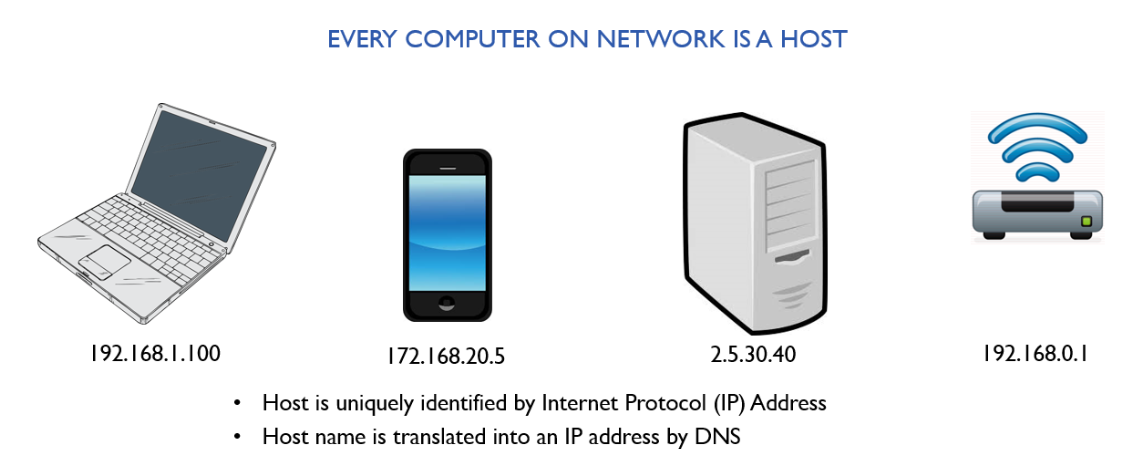 EVERY COMPUTER ON NETWORK IS A HOST
192.168.1.100
172.168.20.5
2.5.30.40
192.168.0.1
• Host is uniquely identified by Internet Protocol (IP) Address
• Host name is translated into an IP address by DNS